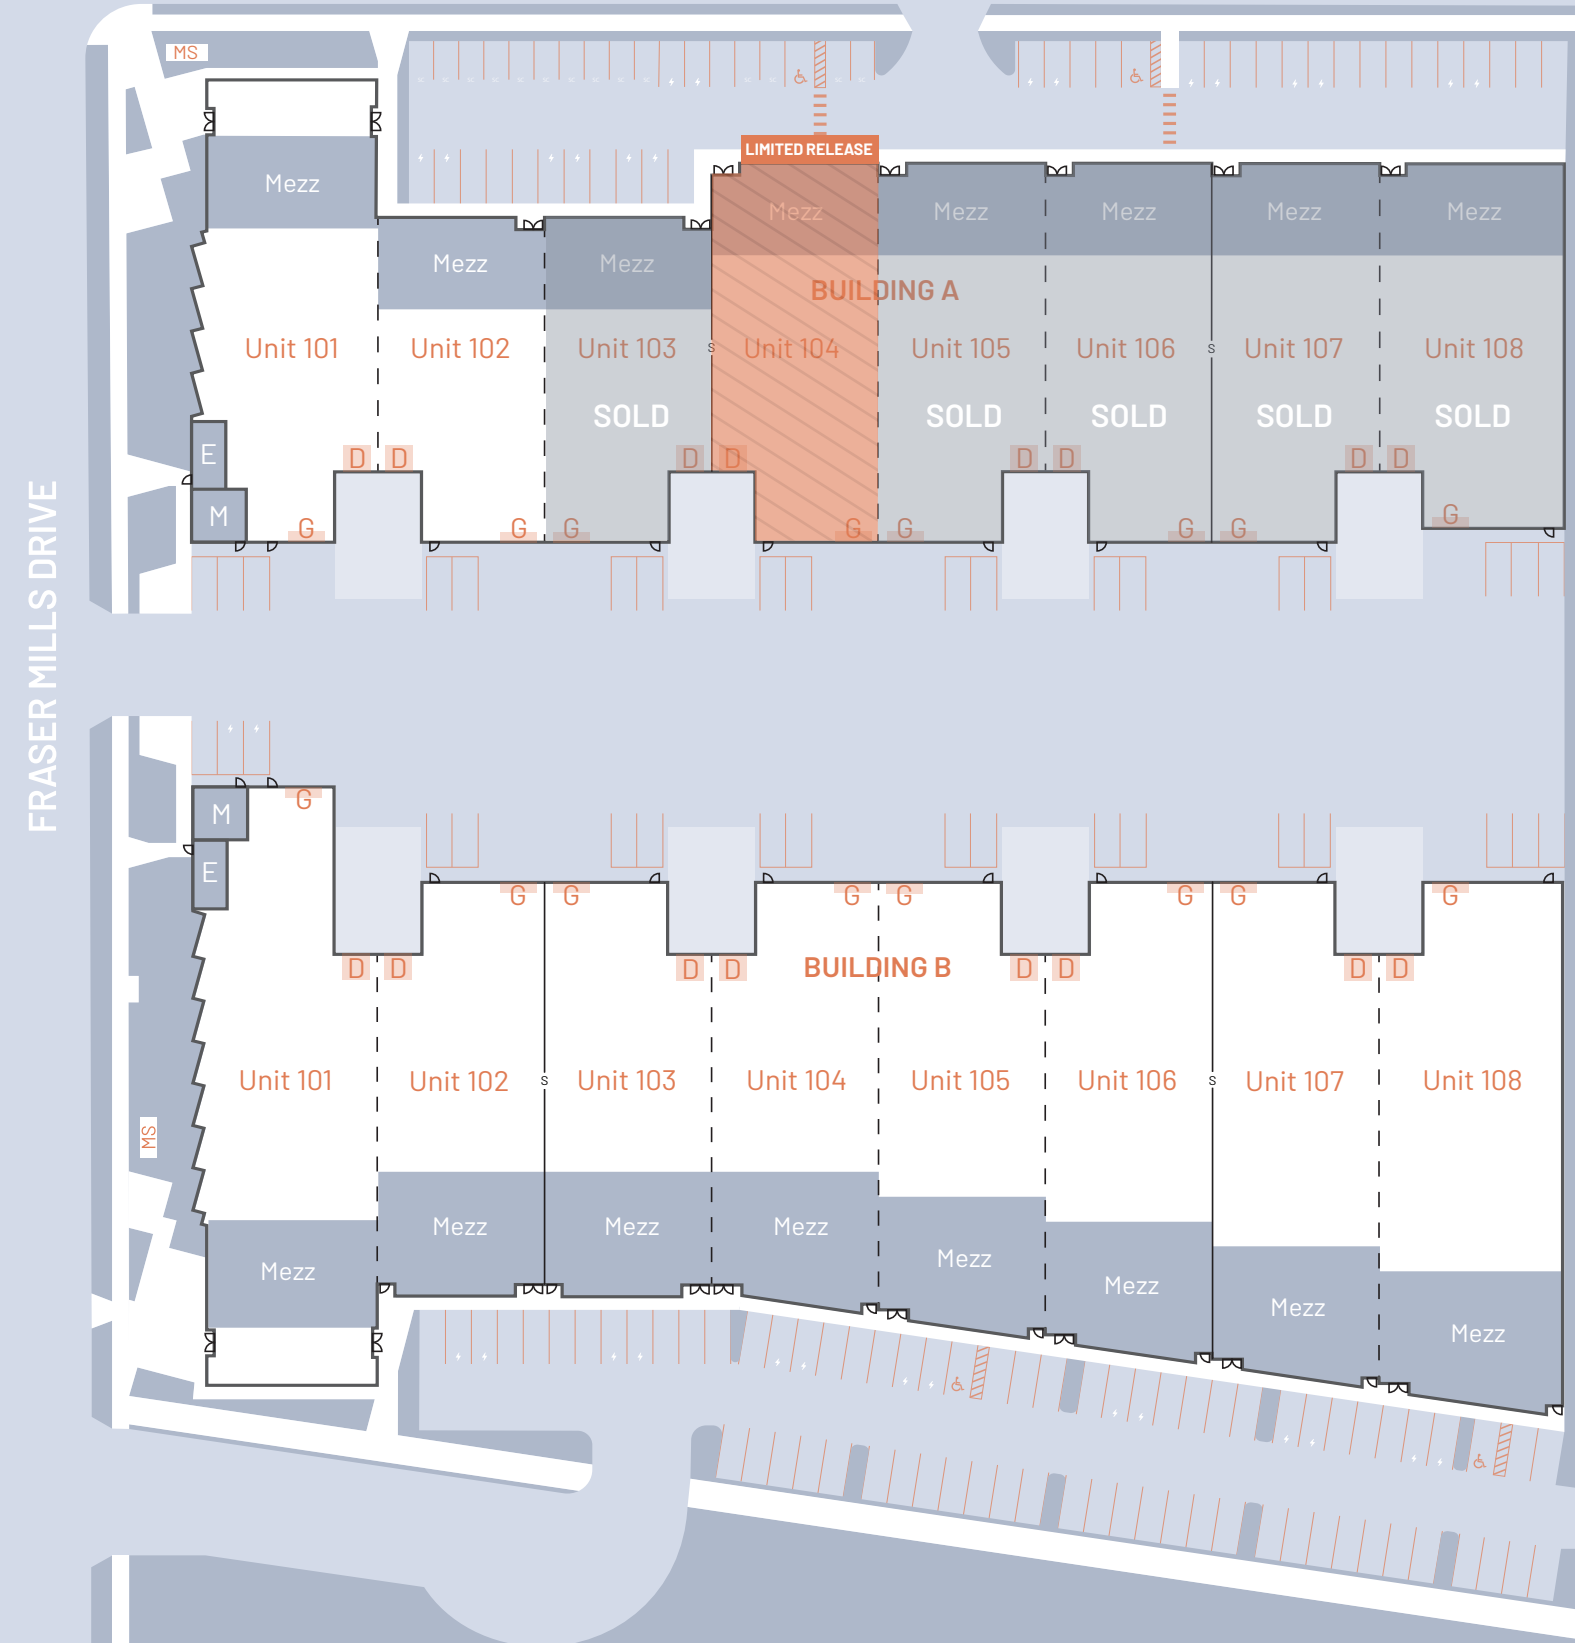 MS
LIMITED RELEASE
Mezz
Mezz
Mezz
Mezz
Mezz
Mezz
Mezz
Mezz
BUILDING A
Unit 101
Unit 102
Unit 103
S
Unit 104
Unit 105
Unit 106
S
Unit 107
Unit 108
SOLD
SOLD
SOLD
SOLD
SOLD
E
D
D
D
D
D
D
D
D
M
G
G
G
G
G
G
G
G
FRASER MILLS DRIVE
M
G
E
G
G
G
G
G
G
G
D
D
D
D
BUILDING B
D
D
D
D
Unit 101
Unit 102
S
Unit 103
Unit 104
Unit 105
Unit 106
S
Unit 107
Unit 108
MS
Mezz
Mezz
Mezz
Mezz
Mezz
Mezz
Mezz
Mezz